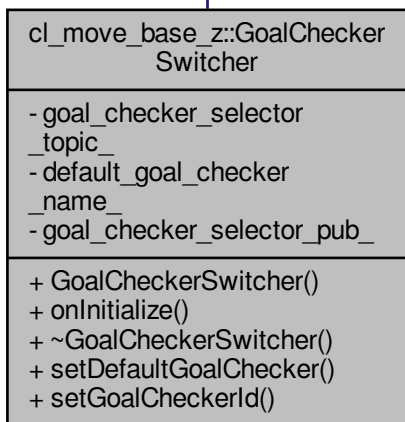 cl_move_base_z::GoalChecker
Switcher
- goal_checker_selector
_topic_
- default_goal_checker
_name_
- goal_checker_selector_pub_
+ GoalCheckerSwitcher()
+ onInitialize()
+ ~GoalCheckerSwitcher()
+ setDefaultGoalChecker()
+ setGoalCheckerId()